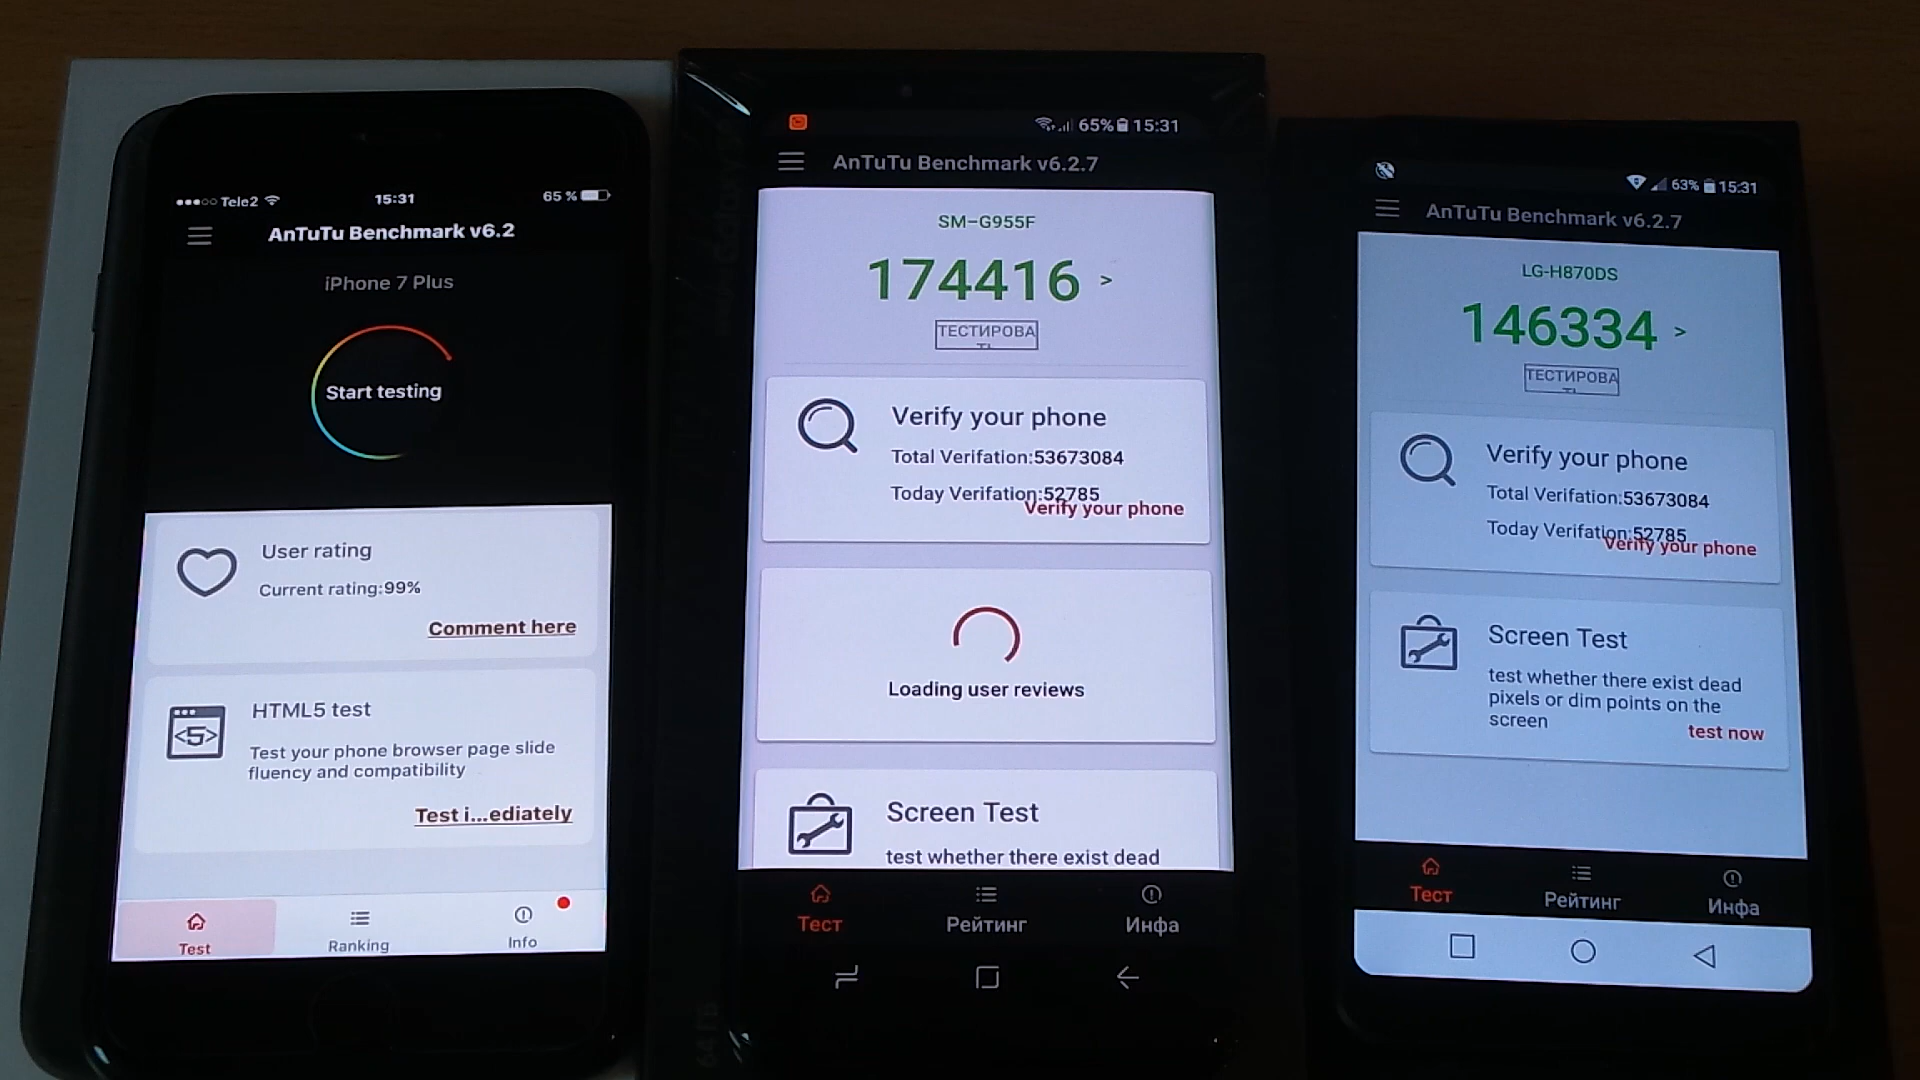 Tele2
15:31
65 %
AnTuTu Benchmark v6.2
iPhone 7 Plus
Start testing
User rating
Current rating:99%
Comment here
HTML5 test
<5>
Test your phone browser page slide
fluency and compatibility
Test i...ediately
Test
Ranking
Info
65% 15:31
AnTuTu Benchmark v6.2.7
SM-G955F
174416 >
ТЕСТИРОВА
ТЬ
Verify your phone
Total Verifation:53673084
Today Verifation:52785
Verify your phone
Loading user reviews
Screen Test
test whether there exist dead
Тест
Рейтинг
Инфа
63% 15:31
AnTuTu Benchmark v6.2.7
LG-H870DS
146334 >
ТЕСТИРОВА
ТЬ
Verify your phone
Total Verifation:53673084
Today Verifation:52785
Verify your phone
Screen Test
test whether there exist dead
pixels or dim points on the
screen
test now
Тест
Рейтинг
Инфа